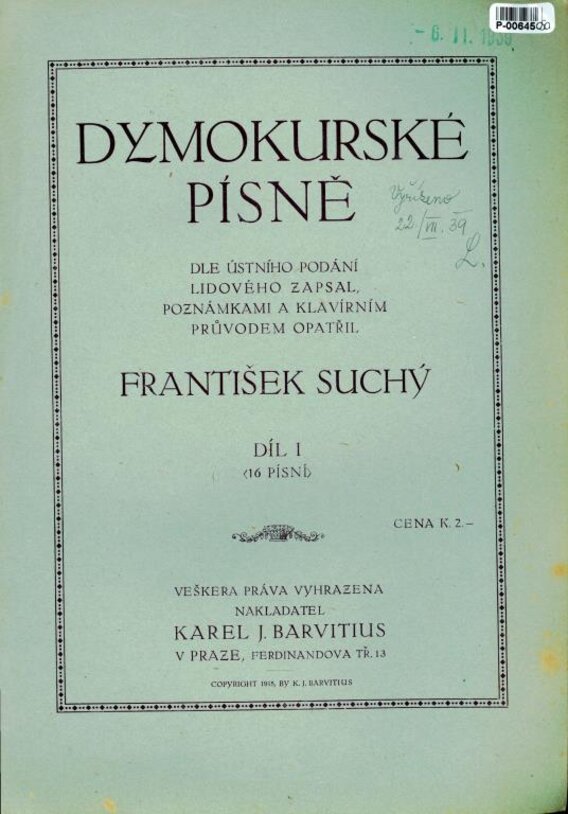 P-00645
- 6. II. 1939
DYMOKURSKÉ
PÍSNĚ
Vyřízeno
22/VII. 39
L.
DLE ÚSTNÍHO PODÁNÍ
LIDOVÉHO ZAPSAL,
POZNÁMKAMI A KLAVÍRNÍM
PRŮVODEM OPATŘIL
FRANTIŠEK SUCHÝ
DÍL I
(16 PÍSNÍ)
CENA K. 2.–
VEŠKERA PRÁVA VYHRAZENA
NAKLADATEL
KAREL J. BARVITIUS
V PRAZE, FERDINANDOVA TŘ. 13
COPYRIGHT 1915, BY K. J. BARVITIUS